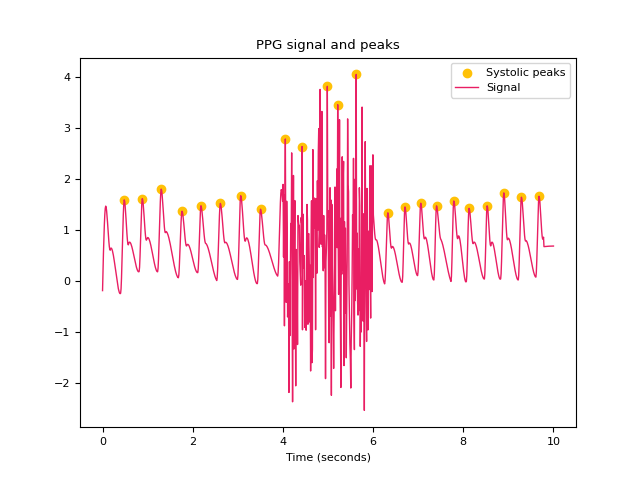 PPG signal and peaks
Systolic peaks
Signal
4
3
2
1
0
−1
−2
0 2 4 6 8 10
Time (seconds)